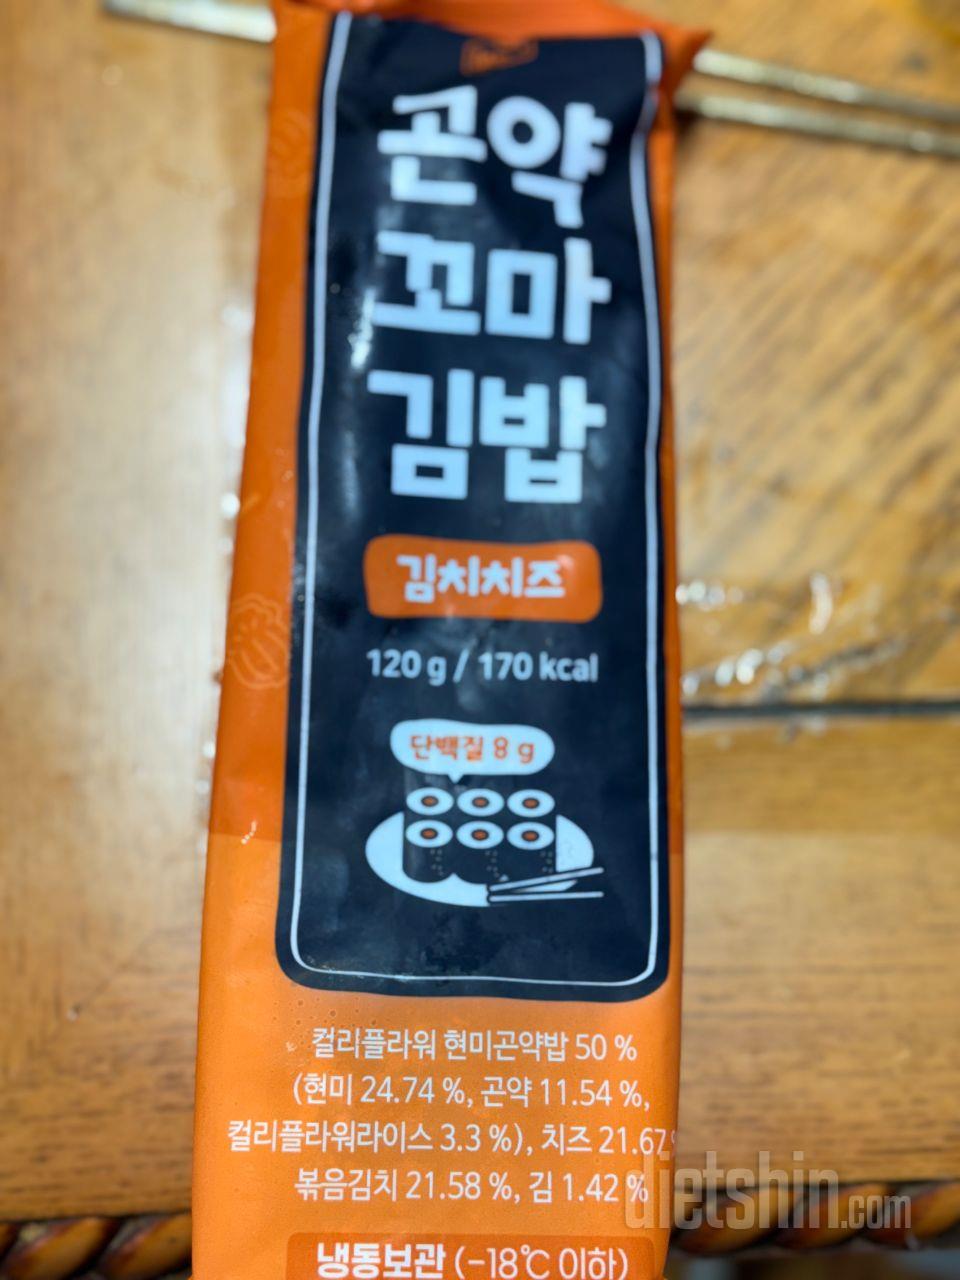 곤약
꼬마
김밥
김치치즈
120 g / 170 kcal
단백질 8 g
컬리플라워 현미곤약밥 50 %
(현미 24.74 %, 곤약 11.54 %,
컬리플라워라이스 3.3 %), 치즈 21.67 %
볶음김치 21.58 %, 김 1.42 %
냉동보관 (-18℃ 이하)
dietshin.com